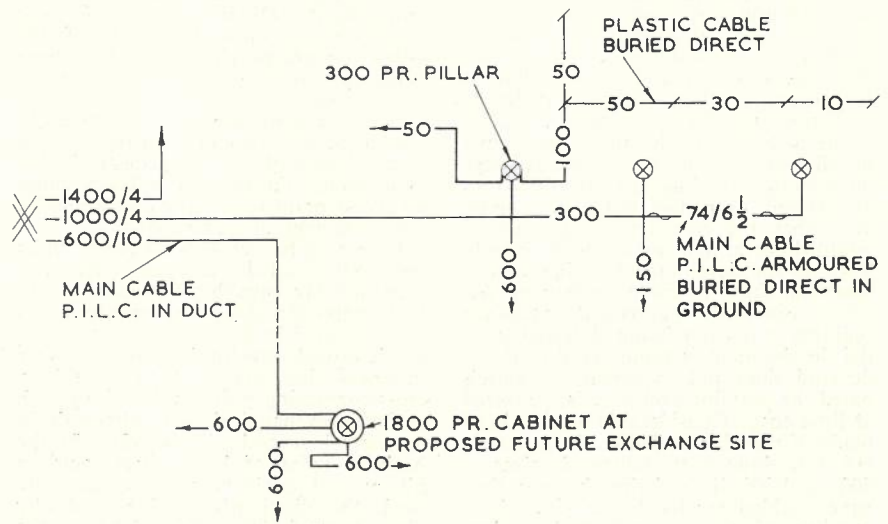 PLASTIC CABLE
BURIED DIRECT
300 PR. PILLAR
50
50
30
10
50
100
1400/4
1000/4
600/10
300
74/6½
600
150
MAIN CABLE
P.I.L.C. IN DUCT
MAIN CABLE
P.I.L.C. ARMOURED
BURIED DIRECT IN
GROUND
600
1800 PR. CABINET AT
PROPOSED FUTURE EXCHANGE SITE
600
600